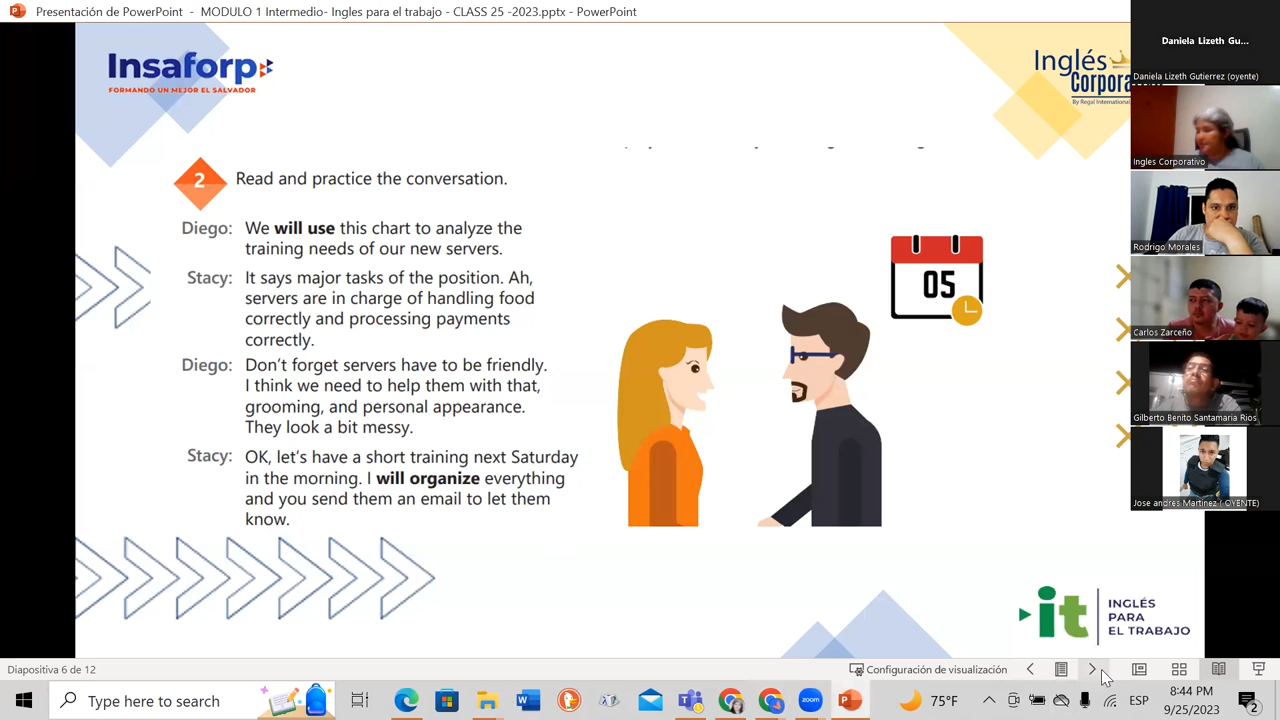 Presentación de PowerPoint - MODULO 1 Intermedio- Ingles para el trabajo - CLASS 25 -2023.pptx - PowerPoint
Insaforp
FORMANDO UN MEJOR EL SALVADOR
Inglés
By Regal International
2
Read and practice the conversation.
Diego: We will use this chart to analyze the
training needs of our new servers.
Stacy: It says major tasks of the position. Ah,
servers are in charge of handling food
correctly and processing payments
correctly.
Diego: Don't forget servers have to be friendly.
I think we need to help them with that,
grooming, and personal appearance.
They look a bit messy.
Stacy: OK, let's have a short training next Saturday
in the morning. I will organize everything
and you send them an email to let them
know.
05
Daniela Lizeth Gu...
Daniela Lizeth Gutierrez (oyente)
Ingles Corporativo
Rodrigo Morales
Carlos Zarceño
Gilberto Benito Santamaria Rios
Jose andres Martinez ( OYENTE)
it
INGLÉS
PARA
EL TRABAJO
Diapositiva 6 de 12
Configuración de visualización
Type here to search
75°F
ESP
8:44 PM
9/25/2023
2